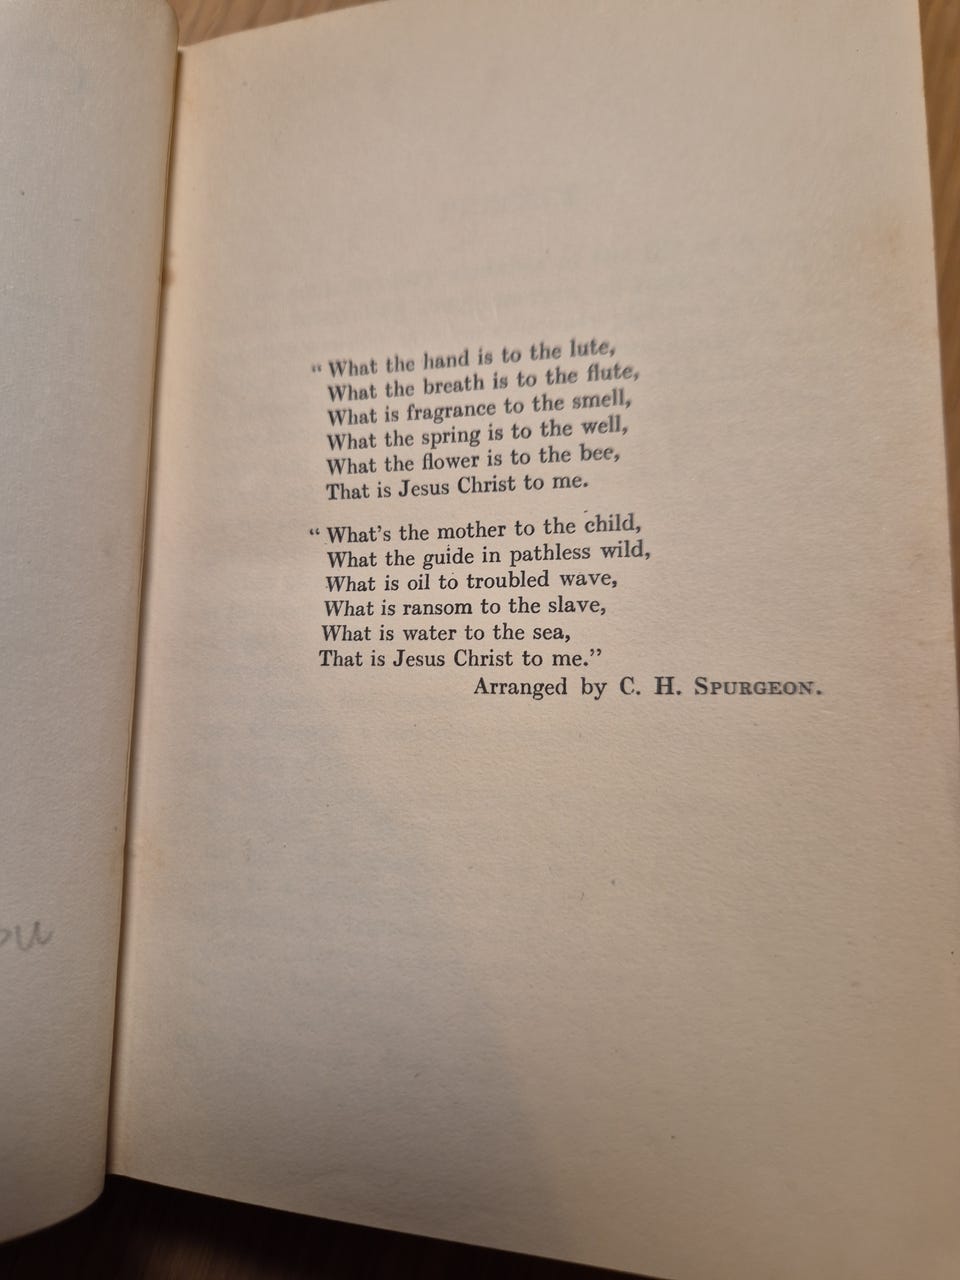 “ What the hand is to the lute,
What the breath is to the flute,
What is fragrance to the smell,
What the spring is to the well,
What the flower is to the bee,
That is Jesus Christ to me.
“ What's the mother to the child,
What the guide in pathless wild,
What is oil to troubled wave,
What is ransom to the slave,
What is water to the sea,
That is Jesus Christ to me.”
Arranged by C. H. SPURGEON.